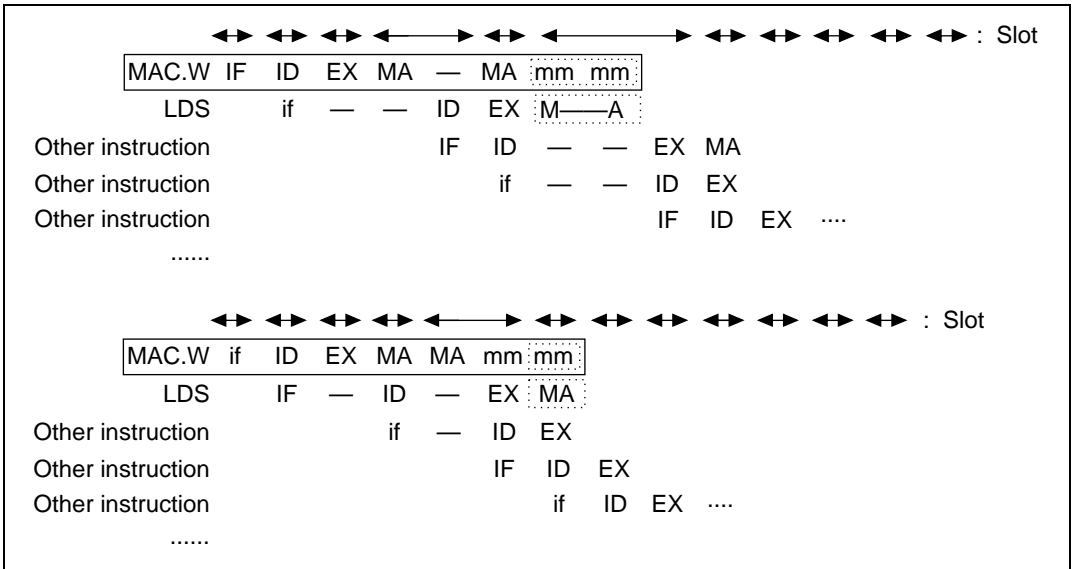 : Slot
MAC.W IF ID EX MA — MA mm mm
LDS if — — ID EX M——A
Other instruction IF ID — — EX MA
Other instruction if — — ID EX
Other instruction IF ID EX ....
......
: Slot
MAC.W if ID EX MA MA mm mm
LDS IF — ID — EX MA
Other instruction if — ID EX
Other instruction IF ID EX
Other instruction if ID EX ....
......